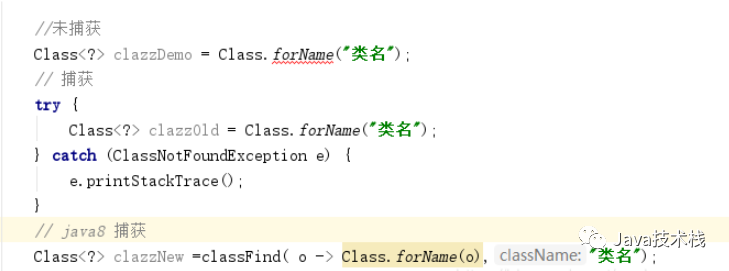 //未捕获
Class<?> clazzDemo = Class.forName("类名");
// 捕获
try {
Class<?> clazzOld = Class.forName("类名");
} catch (ClassNotFoundException e) {
e.printStackTrace();
}
// java8 捕获
Class<?> clazzNew =classFind( o -> Class.forName(o), className: "类名");
Java技术栈